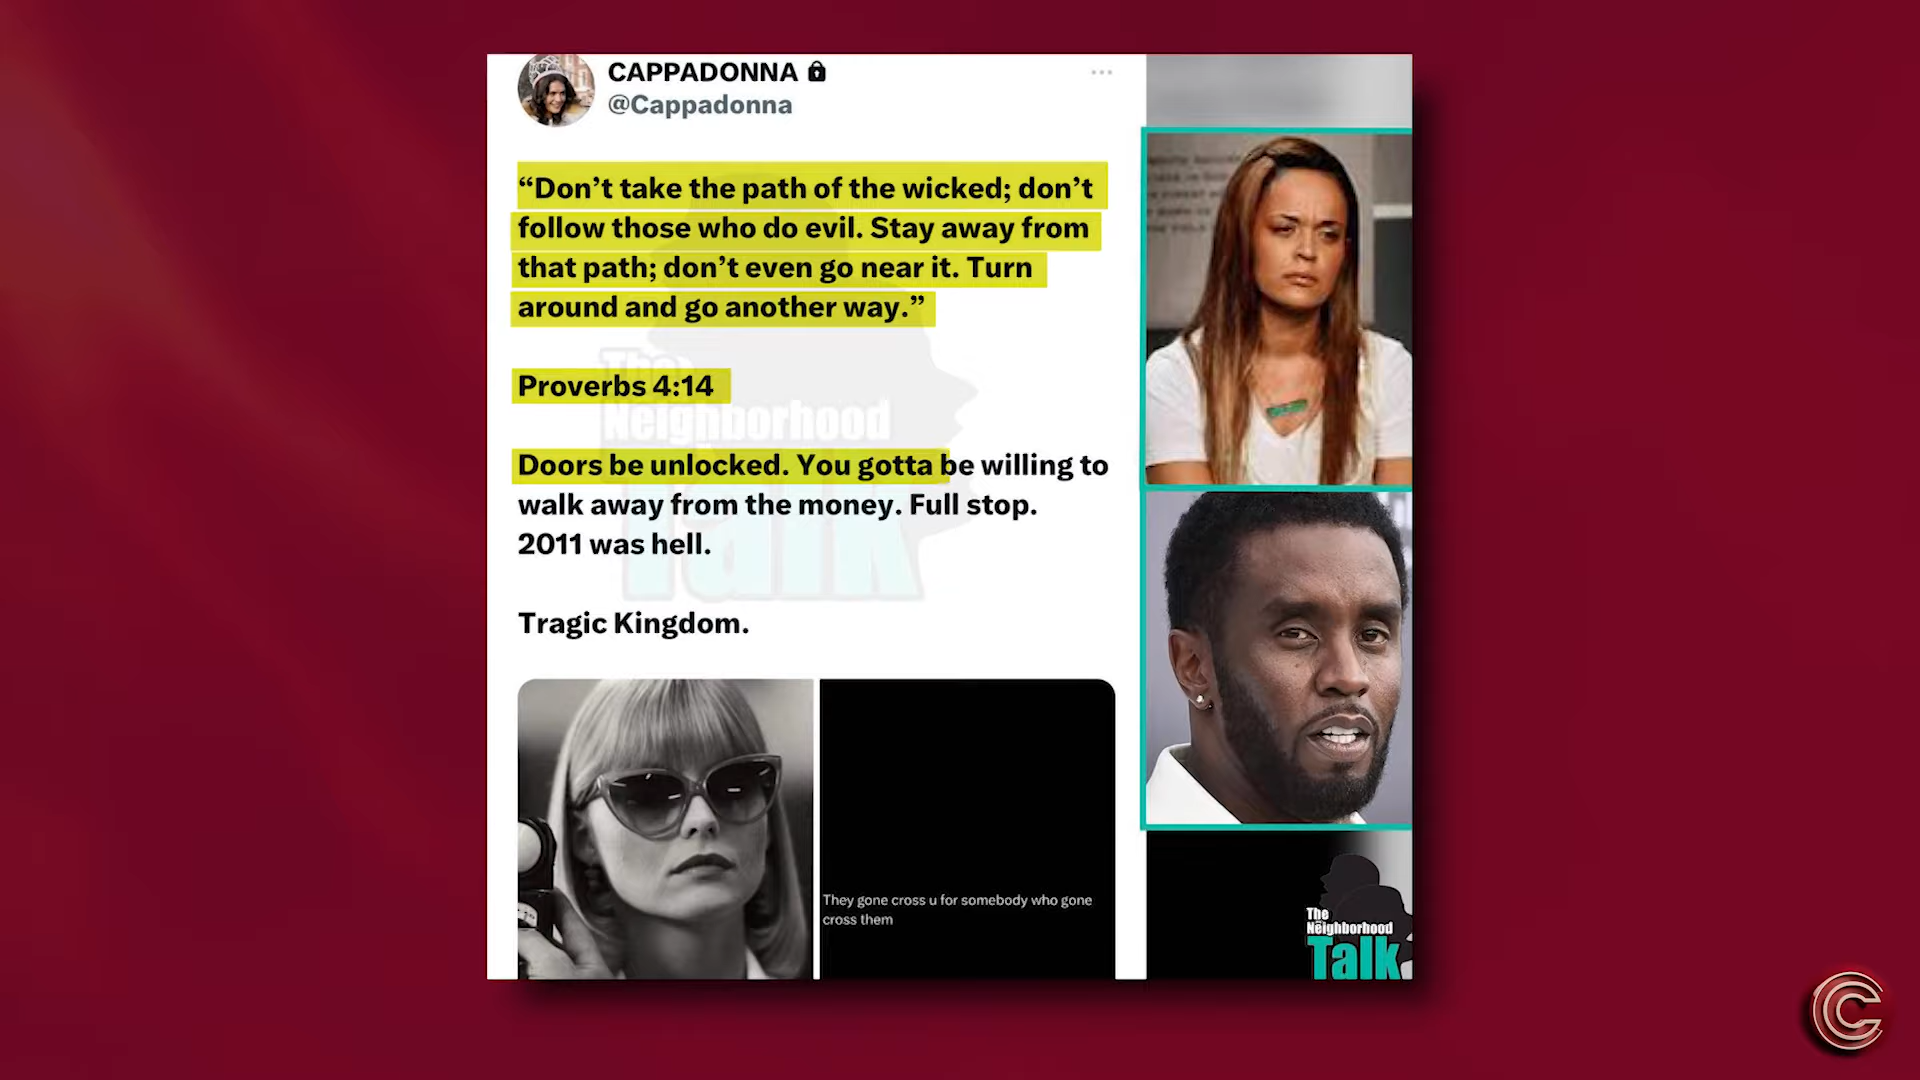 CAPPADONNA
@Cappadonna
“Don’t take the path of the wicked; don’t
follow those who do evil. Stay away from
that path; don’t even go near it. Turn
around and go another way.”
Proverbs 4:14
Doors be unlocked. You gotta be willing to
walk away from the money. Full stop.
2011 was hell.
Tragic Kingdom.
They gone cross u for somebody who gone
cross them
The
Neighborhood
Talk
The
Neighborhood
Talk